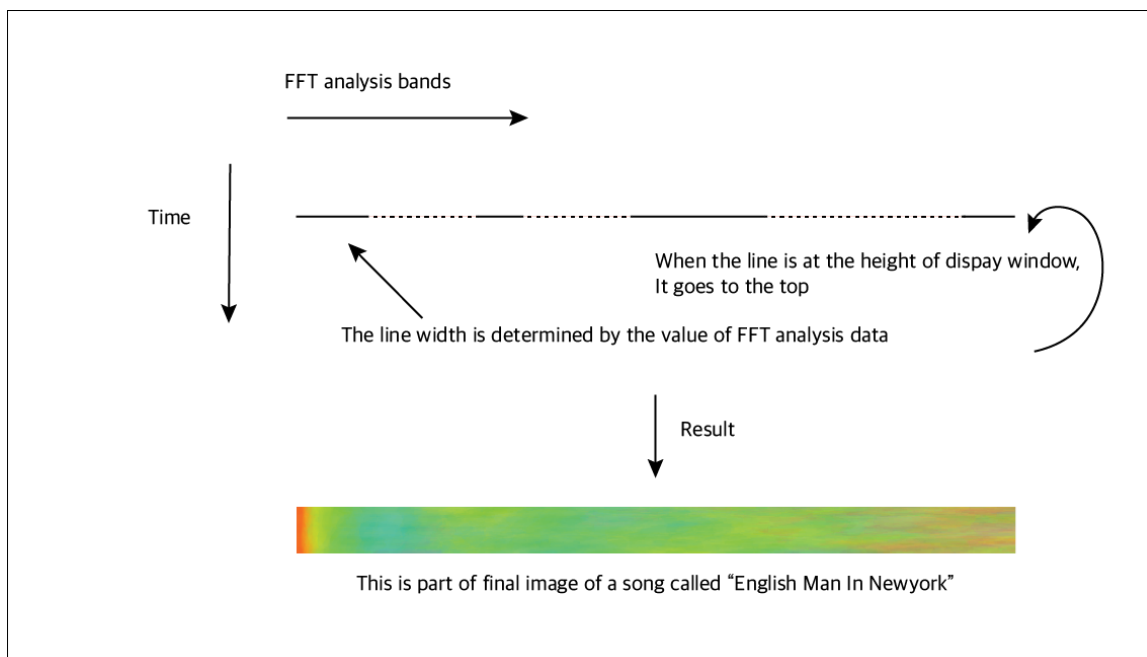 FFT analysis bands
Time
When the line is at the height of dispay window,
It goes to the top
The line width is determined by the value of FFT analysis data
Result
This is part of final image of a song called “English Man In Newyork”